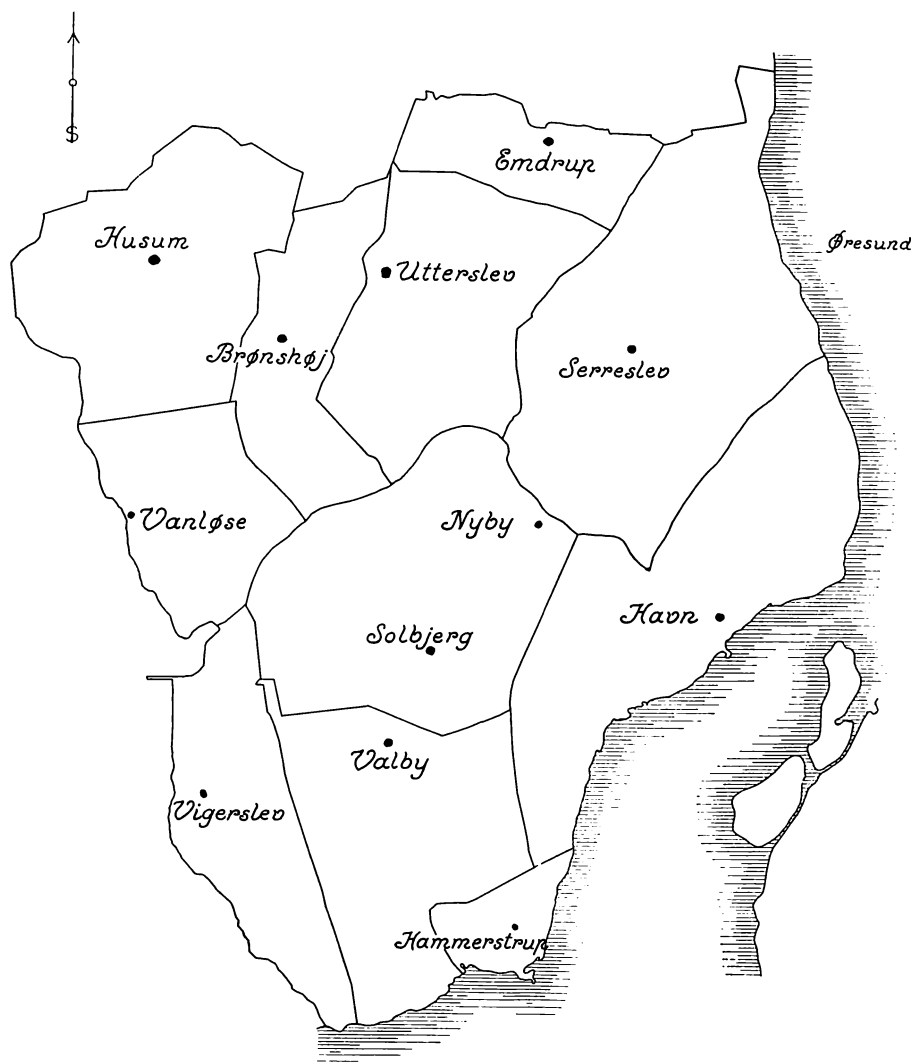 S
Emdrup
Husum
Øresund
Utterslev
Brønshøj
Serreslev
Vanløse
Nyby
Havn
Solbjerg
Valby
Vigerslev
Hammerstrup